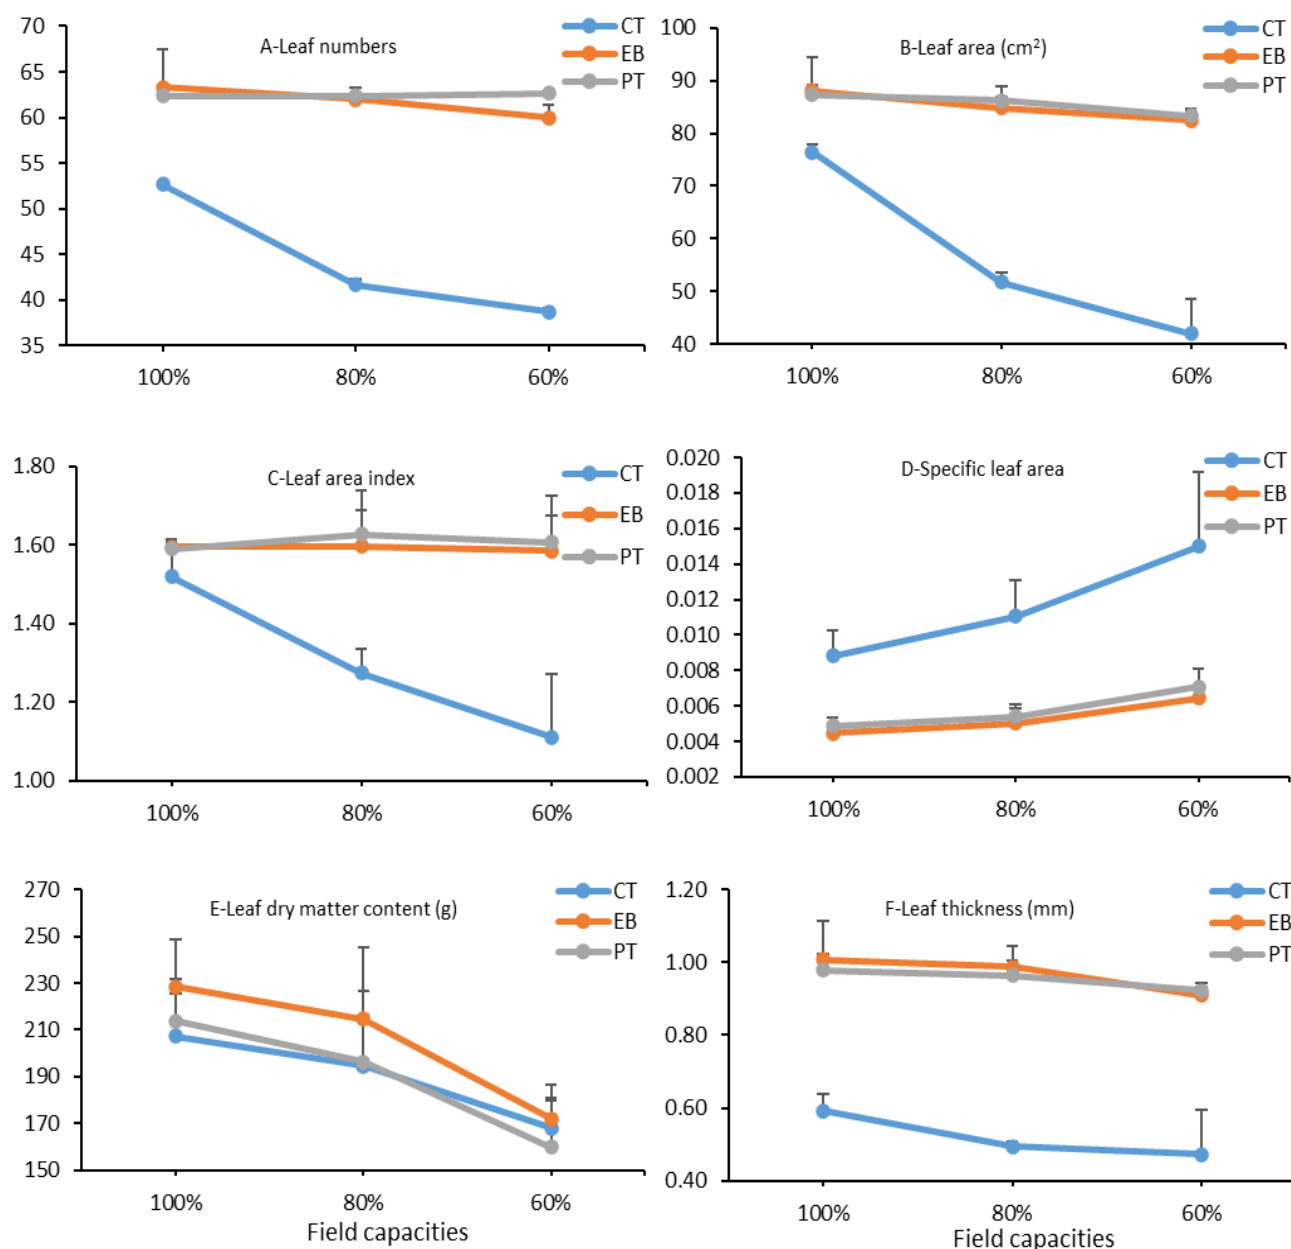 A-Leaf numbers
70
65
60
55
50
45
40
35
100%
80%
60%
CT
EB
PT
B-Leaf area (cm²)
100
90
80
70
60
50
40
100%
80%
60%
CT
EB
PT
C-Leaf area index
1.80
1.60
1.40
1.20
1.00
100%
80%
60%
CT
EB
PT
D-Specific leaf area
0.020
0.018
0.016
0.014
0.012
0.010
0.008
0.006
0.004
0.002
100%
80%
60%
CT
EB
PT
E-Leaf dry matter content (g)
270
250
230
210
190
170
150
100%
80%
60%
Field capacities
CT
EB
PT
F-Leaf thickness (mm)
1.20
1.00
0.80
0.60
0.40
100%
80%
60%
Field capacities
CT
EB
PT